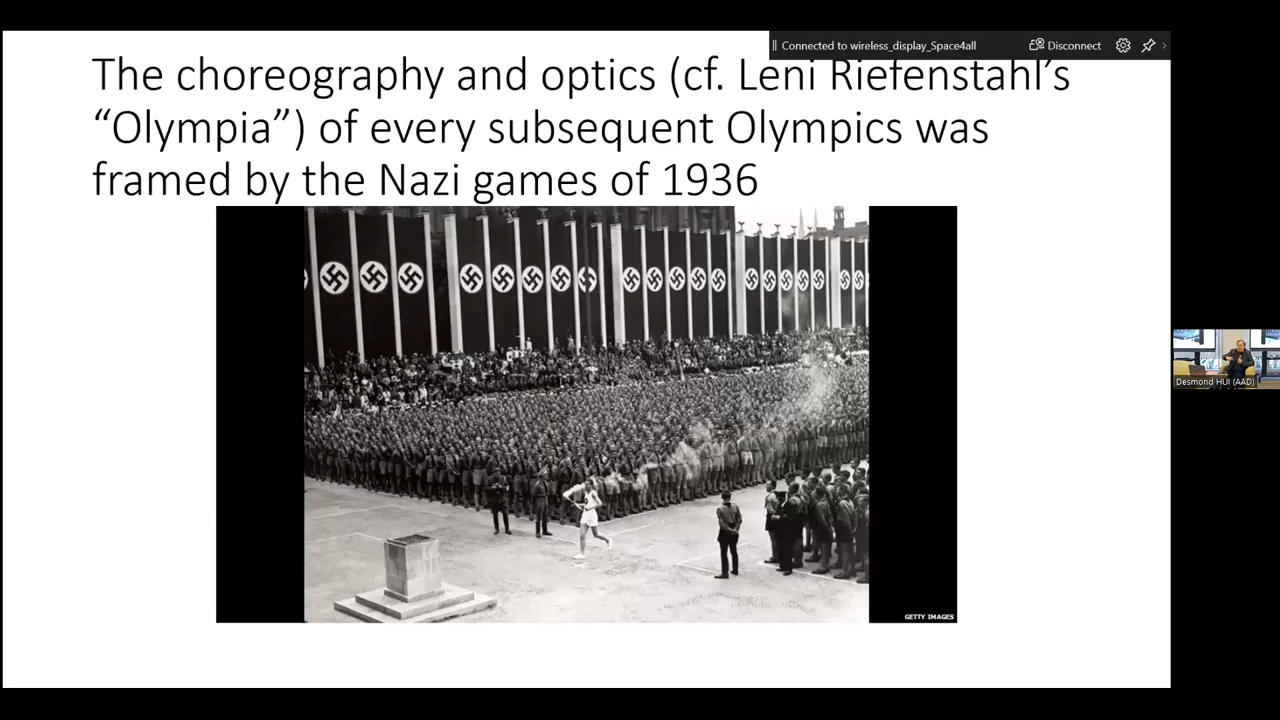 Connected to wireless_display_Space4all
Disconnect
The choreography and optics (cf. Leni Riefenstahl's
“Olympia”) of every subsequent Olympics was
framed by the Nazi games of 1936
GETTY IMAGES
Desmond HUI (AAD)